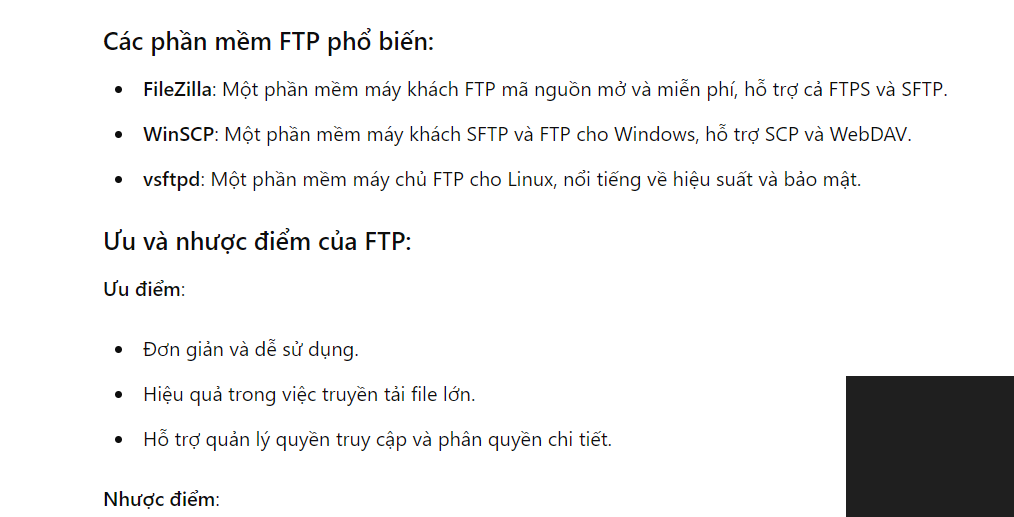 Các phần mềm FTP phổ biến:
FileZilla: Một phần mềm máy khách FTP mã nguồn mở và miễn phí, hỗ trợ cả FTPS và SFTP.
WinSCP: Một phần mềm máy khách SFTP và FTP cho Windows, hỗ trợ SCP và WebDAV.
vsftpd: Một phần mềm máy chủ FTP cho Linux, nổi tiếng về hiệu suất và bảo mật.
Ưu và nhược điểm của FTP:
Ưu điểm:
Đơn giản và dễ sử dụng.
Hiệu quả trong việc truyền tải file lớn.
Hỗ trợ quản lý quyền truy cập và phân quyền chi tiết.
Nhược điểm: